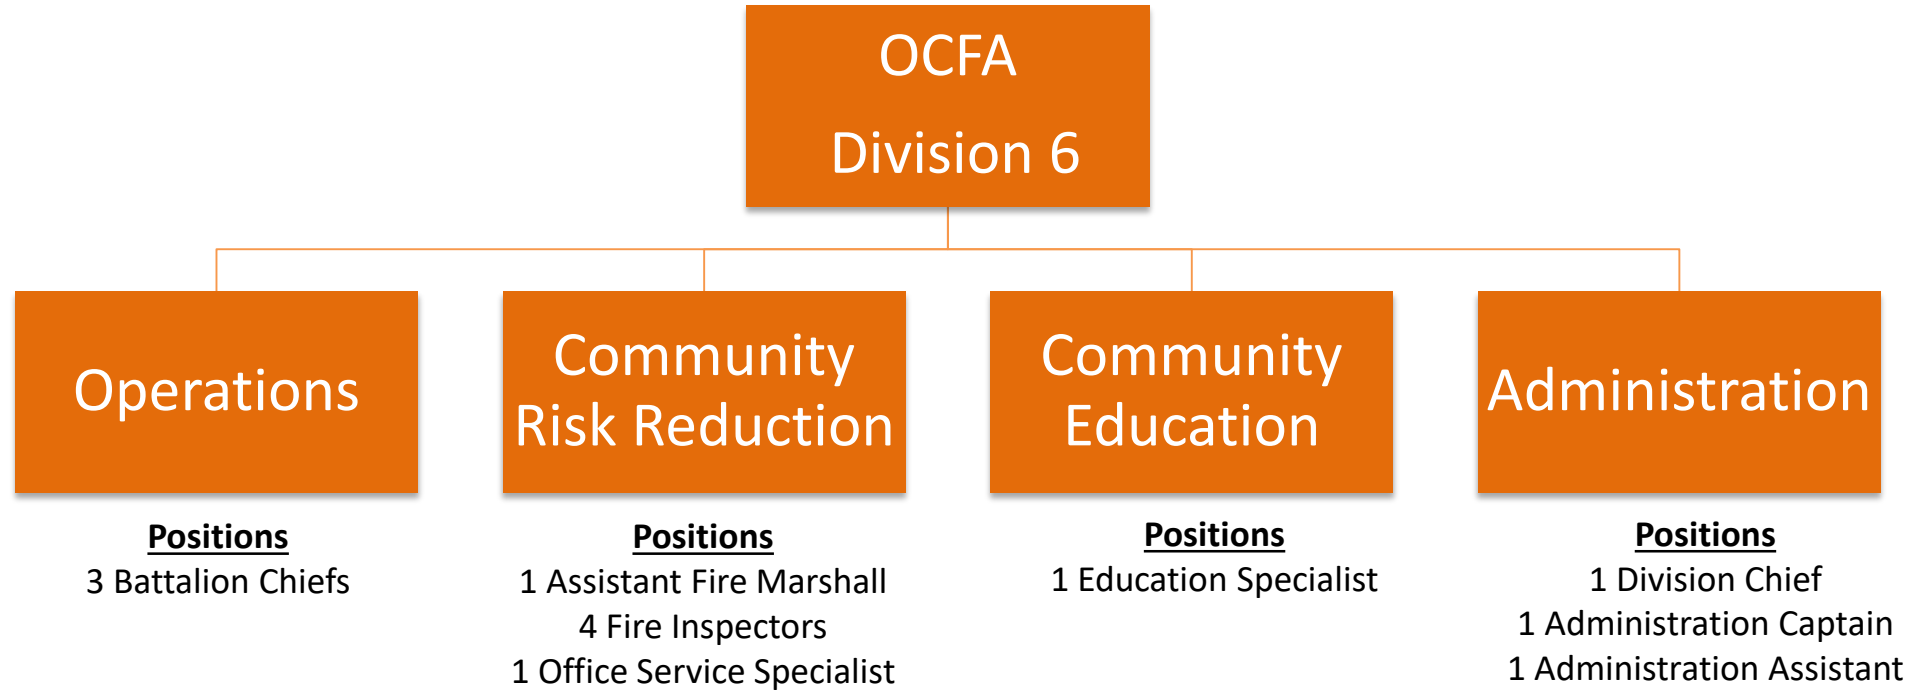 OCFA
Division 6
Operations
Community
Risk Reduction
Community
Education
Administration
Positions
3 Battalion Chiefs
Positions
1 Assistant Fire Marshall
4 Fire Inspectors
1 Office Service Specialist
Positions
1 Education Specialist
Positions
1 Division Chief
1 Administration Captain
1 Administration Assistant